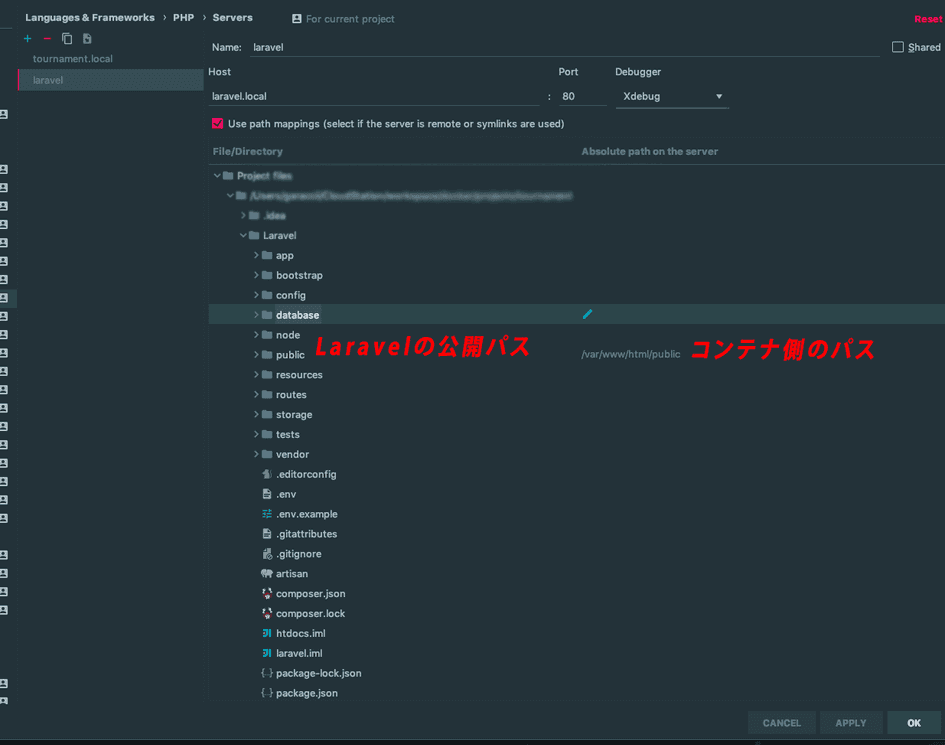 Languages & Frameworks › PHP › Servers
For current project
Reset
tournament.local
laravel
Name: laravel
Shared
Host
Port
Debugger
laravel.local : 80 Xdebug
Use path mappings (select if the server is remote or symlinks are used)
File/Directory
Absolute path on the server
Project files
.idea
Laravel
app
bootstrap
config
database
node
public Laravelの公開パス /var/www/html/public コンテナ側のパス
resources
routes
storage
tests
vendor
.editorconfig
.env
.env.example
.gitattributes
.gitignore
artisan
composer.json
composer.lock
htdocs.iml
laravel.iml
package-lock.json
package.json
CANCEL
APPLY
OK